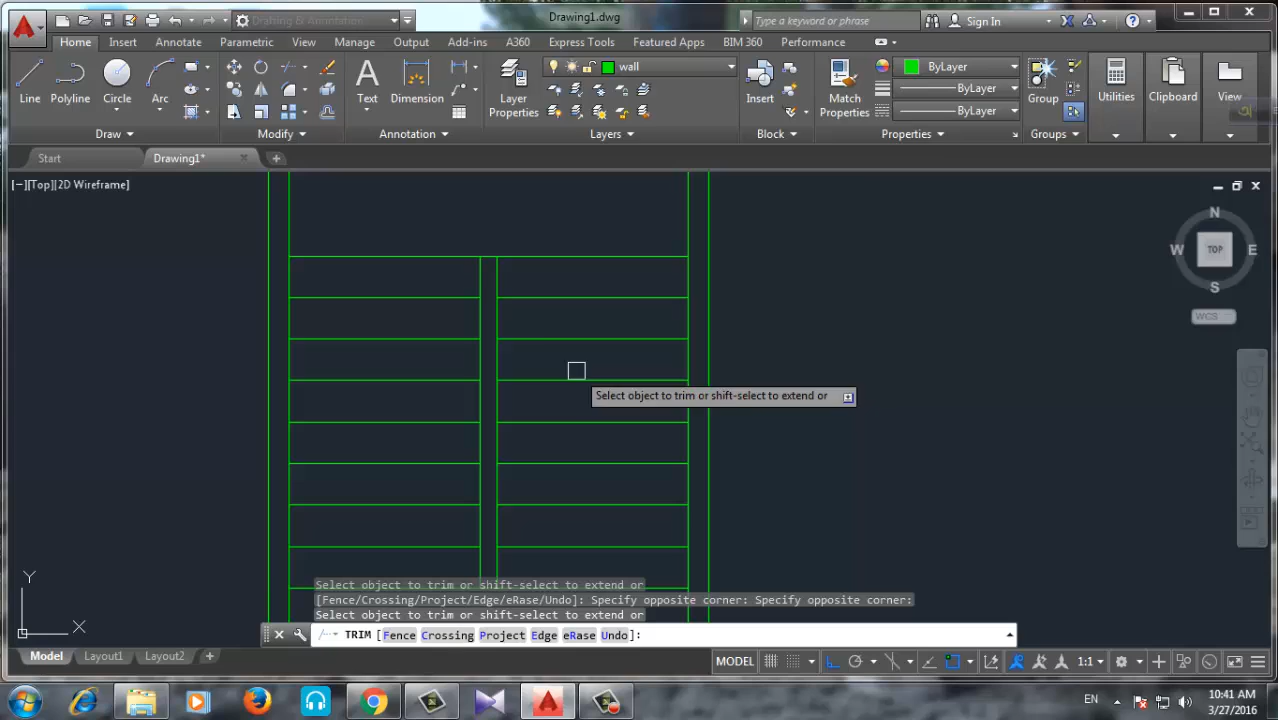 Drafting & Annotation
Drawing1.dwg
Type a keyword or phrase
Sign In
Home
Insert
Annotate
Parametric
View
Manage
Output
Add-ins
A360
Express Tools
Featured Apps
BIM 360
Performance
Line
Polyline
Circle
Arc
Text
Dimension
Layer
Properties
wall
Insert
Match
Properties
ByLayer
ByLayer
ByLayer
Group
Utilities
Clipboard
View
Draw
Modify
Annotation
Layers
Block
Properties
Groups
Start
Drawing1*
[−][Top][2D Wireframe]
N
W
TOP
E
S
WCS
Select object to trim or shift-select to extend or
Y
X
Select object to trim or shift-select to extend or
[Fence/Crossing/Project/Edge/eRase/Undo]: Specify opposite corner: Specify opposite corner:
Select object to trim or shift-select to extend or
TRIM [Fence Crossing Project Edge eRase Undo]:
Model
Layout1
Layout2
MODEL
1:1
EN
10:41 AM
3/27/2016